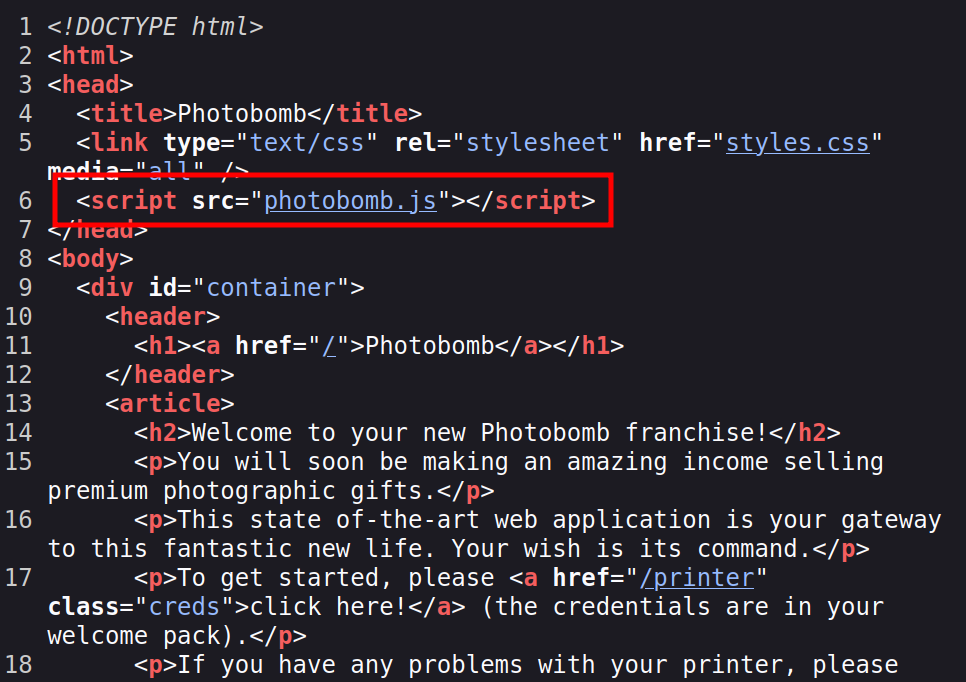 1 <!DOCTYPE html>
2 <html>
3 <head>
4 <title>Photobomb</title>
5 <link type="text/css" rel="stylesheet" href="styles.css"
media="all" />
6 <script src="photobomb.js"></script>
7 </head>
8 <body>
9 <div id="container">
10 <header>
11 <h1><a href="/">Photobomb</a></h1>
12 </header>
13 <article>
14 <h2>Welcome to your new Photobomb franchise!</h2>
15 <p>You will soon be making an amazing income selling
premium photographic gifts.</p>
16 <p>This state of-the-art web application is your gateway
to this fantastic new life. Your wish is its command.</p>
17 <p>To get started, please <a href="/printer"
class="creds">click here!</a> (the credentials are in your
welcome pack).</p>
18 <p>If you have any problems with your printer, please